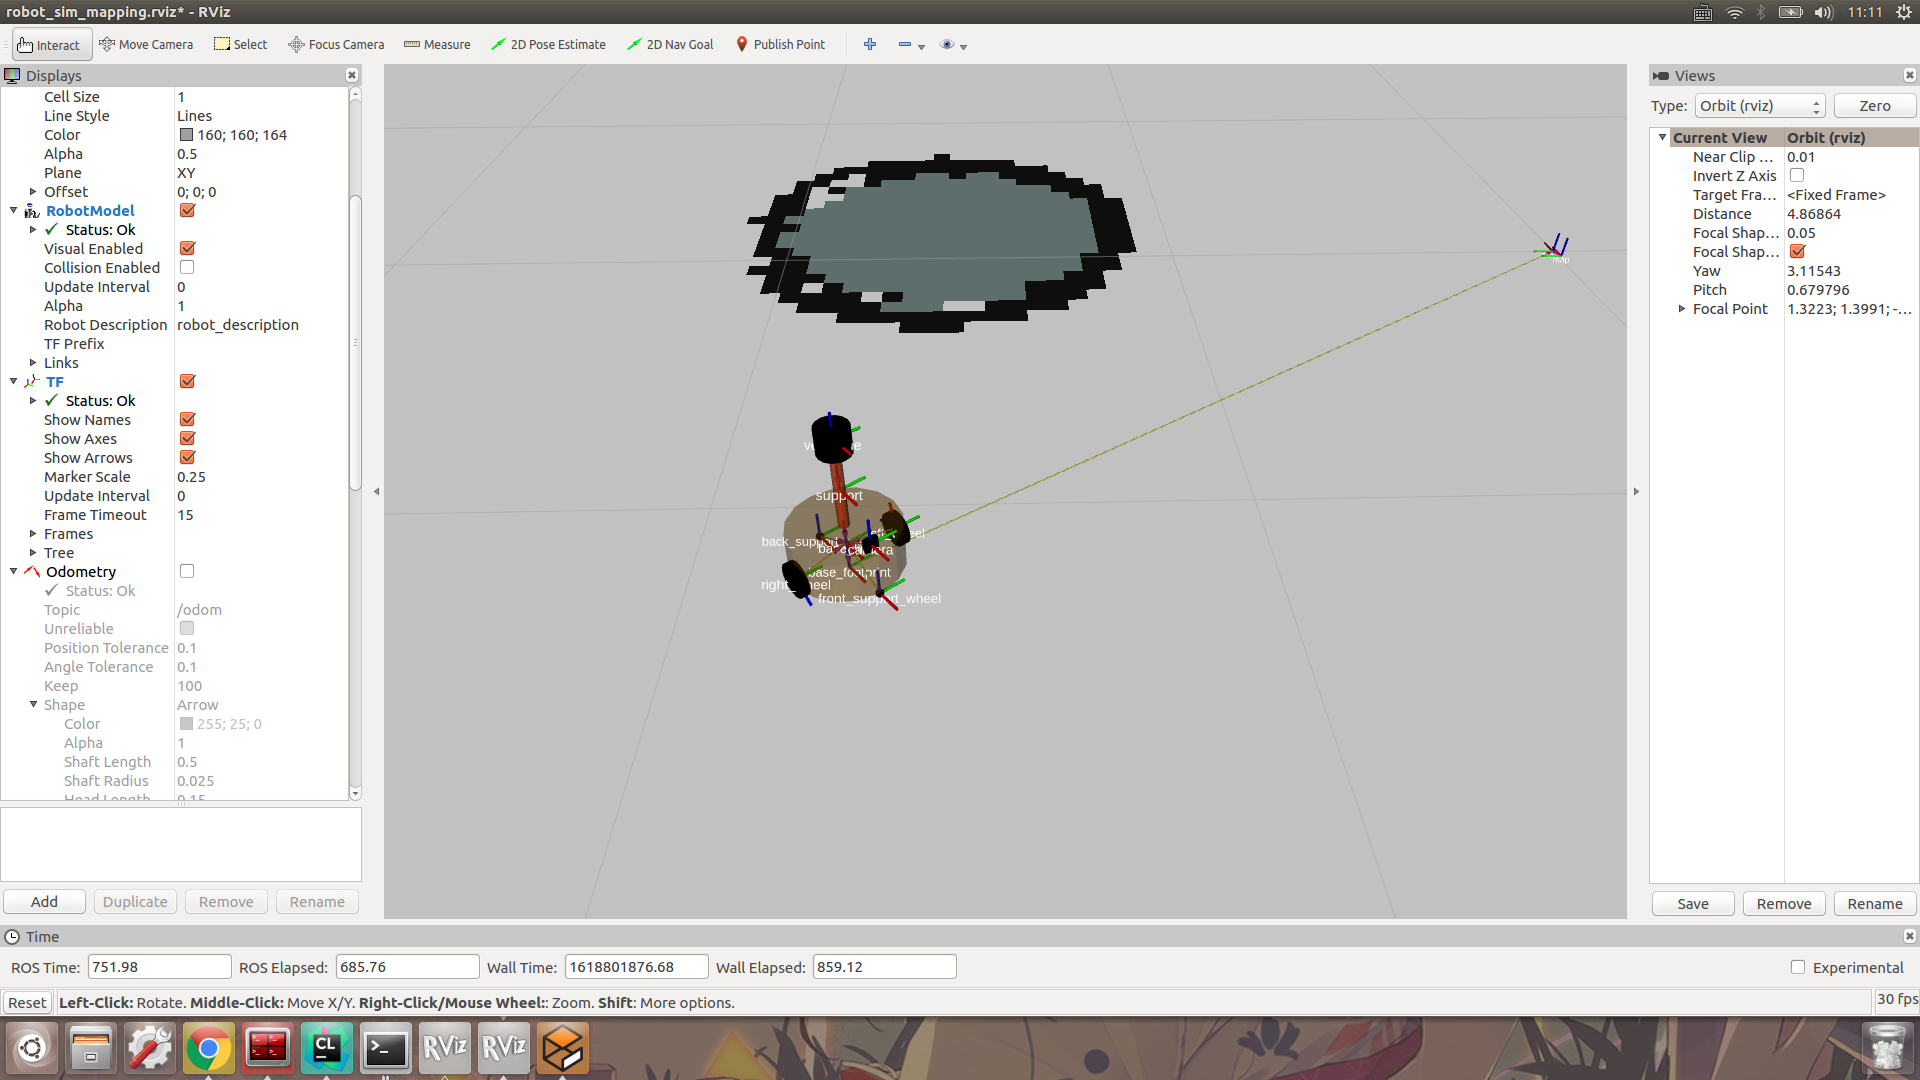 robot_sim_mapping.rviz* - RViz
11:11
Interact
Move Camera
Select
Focus Camera
Measure
2D Pose Estimate
2D Nav Goal
Publish Point
Displays
Cell Size 1
Line Style Lines
Color 160; 160; 164
Alpha 0.5
Plane XY
Offset 0; 0; 0
RobotModel
Status: Ok
Visual Enabled
Collision Enabled
Update Interval 0
Alpha 1
Robot Description robot_description
TF Prefix
Links
TF
Status: Ok
Show Names
Show Axes
Show Arrows
Marker Scale 0.25
Update Interval 0
Frame Timeout 15
Frames
Tree
Odometry
Status: Ok
Topic /odom
Unreliable
Position Tolerance 0.1
Angle Tolerance 0.1
Keep 100
Shape Arrow
Color 255; 25; 0
Alpha 1
Shaft Length 0.5
Shaft Radius 0.025
Head Length 0.15
Add
Duplicate
Remove
Rename
map
support
back_support
camera
base_footprint
front_support_wheel
Views
Type: Orbit (rviz) Zero
Current View Orbit (rviz)
Near Clip ... 0.01
Invert Z Axis
Target Fra... <Fixed Frame>
Distance 4.86864
Focal Shap... 0.05
Focal Shap...
Yaw 3.11543
Pitch 0.679796
Focal Point 1.3223; 1.3991; -...
Save
Remove
Rename
Time
ROS Time: 751.98 ROS Elapsed: 685.76 Wall Time: 1618801876.68 Wall Elapsed: 859.12 Experimental
Reset Left-Click: Rotate. Middle-Click: Move X/Y. Right-Click/Mouse Wheel:: Zoom. Shift: More options. 30 fps
CL
RViz
RViz